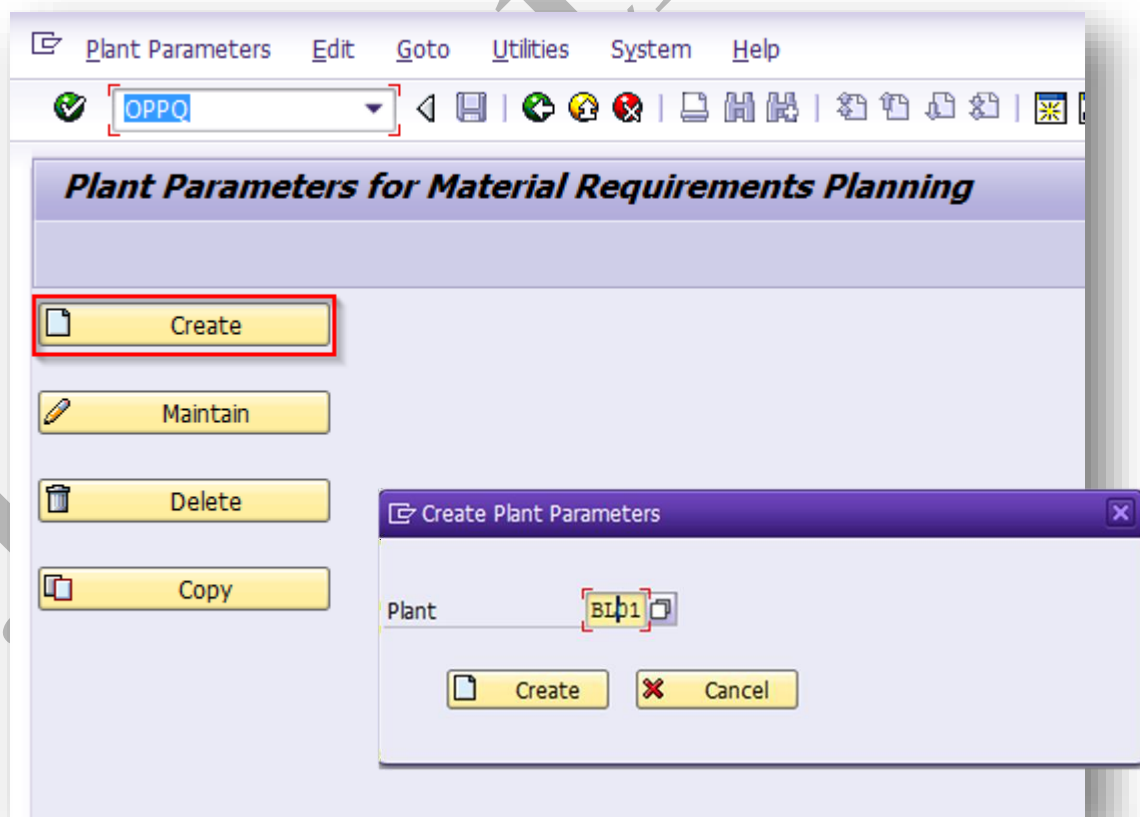 Plant Parameters Edit Goto Utilities System Help
OPPQ
Plant Parameters for Material Requirements Planning
Create
Maintain
Delete
Copy
Create Plant Parameters
Plant BL01
Create Cancel